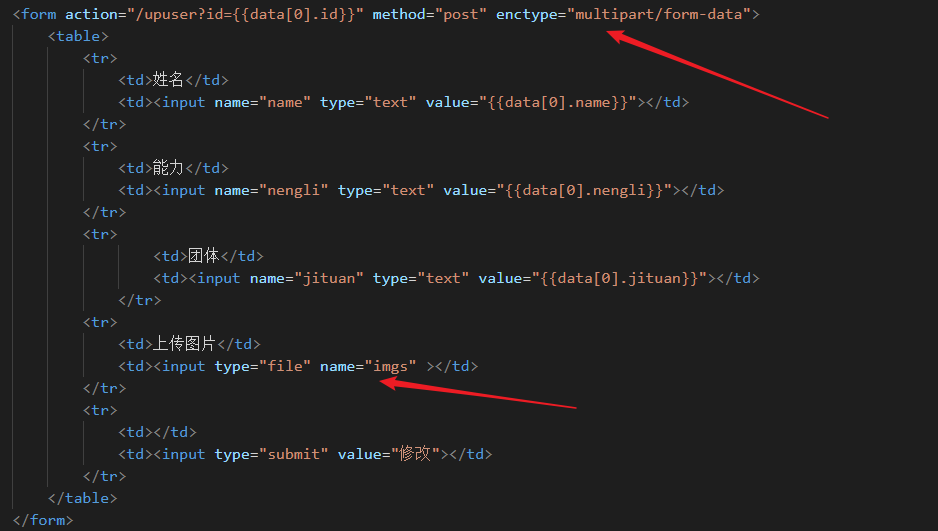 <form action="/upuser?id={{data[0].id}}" method="post" enctype="multipart/form-data">
<table>
<tr>
<td>姓名</td>
<td><input name="name" type="text" value="{{data[0].name}}"></td>
</tr>
<tr>
<td>能力</td>
<td><input name="nengli" type="text" value="{{data[0].nengli}}"></td>
</tr>
<tr>
<td>团体</td>
<td><input name="jituan" type="text" value="{{data[0].jituan}}"></td>
</tr>
<tr>
<td>上传图片</td>
<td><input type="file" name="imgs" ></td>
</tr>
<tr>
<td></td>
<td><input type="submit" value="修改"></td>
</tr>
</table>
</form>